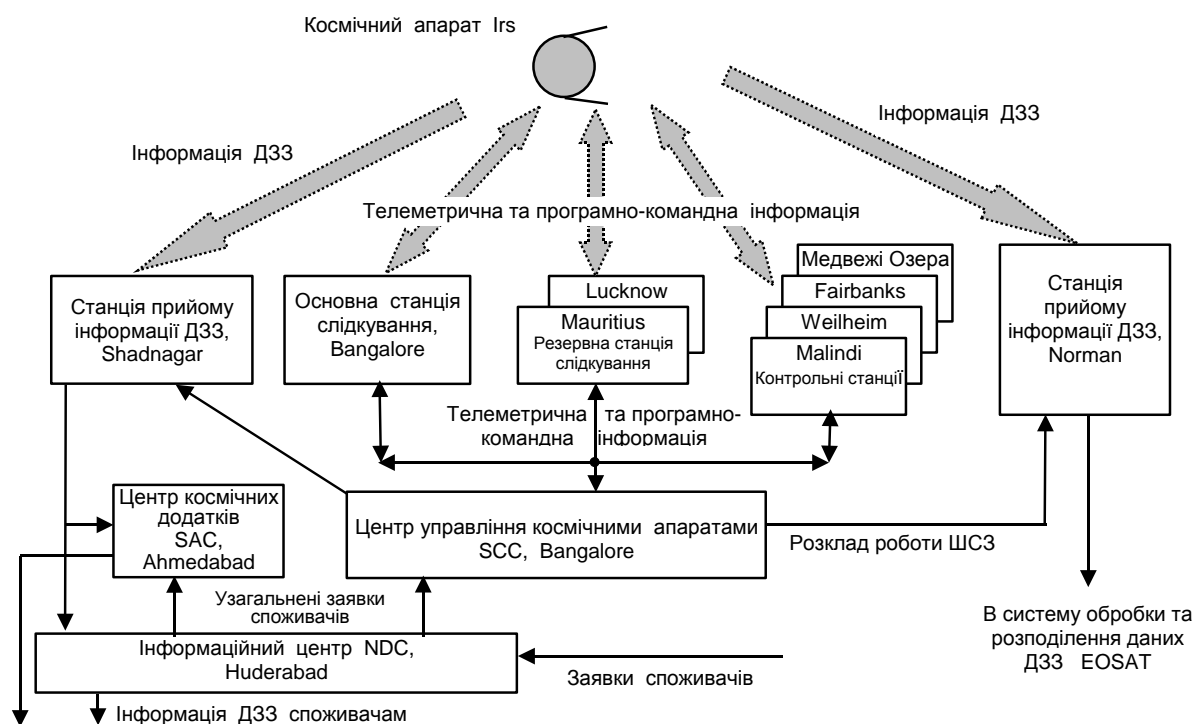 Космічний апарат Irs
Інформація ДЗЗ
Інформація ДЗЗ
Телеметрична та програмно-командна інформація
Станція прийому
інформації ДЗЗ,
Shadnagar
Основна станція
слідкування,
Bangalore
Lucknow
Mauritius
Резервна станція
слідкування
Медвежі Озера
Fairbanks
Weilheim
Malindi
Контрольні станції
Станція
прийому
інформації ДЗЗ,
Norman
Телеметрична та програмно-
командна інформація
Центр космічних
додатків
SAC,
Ahmedabad
Центр управління космічними апаратами
SCC, Bangalore
Розклад роботи ШСЗ
Узагальнені заявки
споживачів
Інформаційний центр NDC,
Huderabad
Заявки споживачів
В систему обробки та
розподілення даних
ДЗЗ EOSAT
Інформація ДЗЗ споживачам